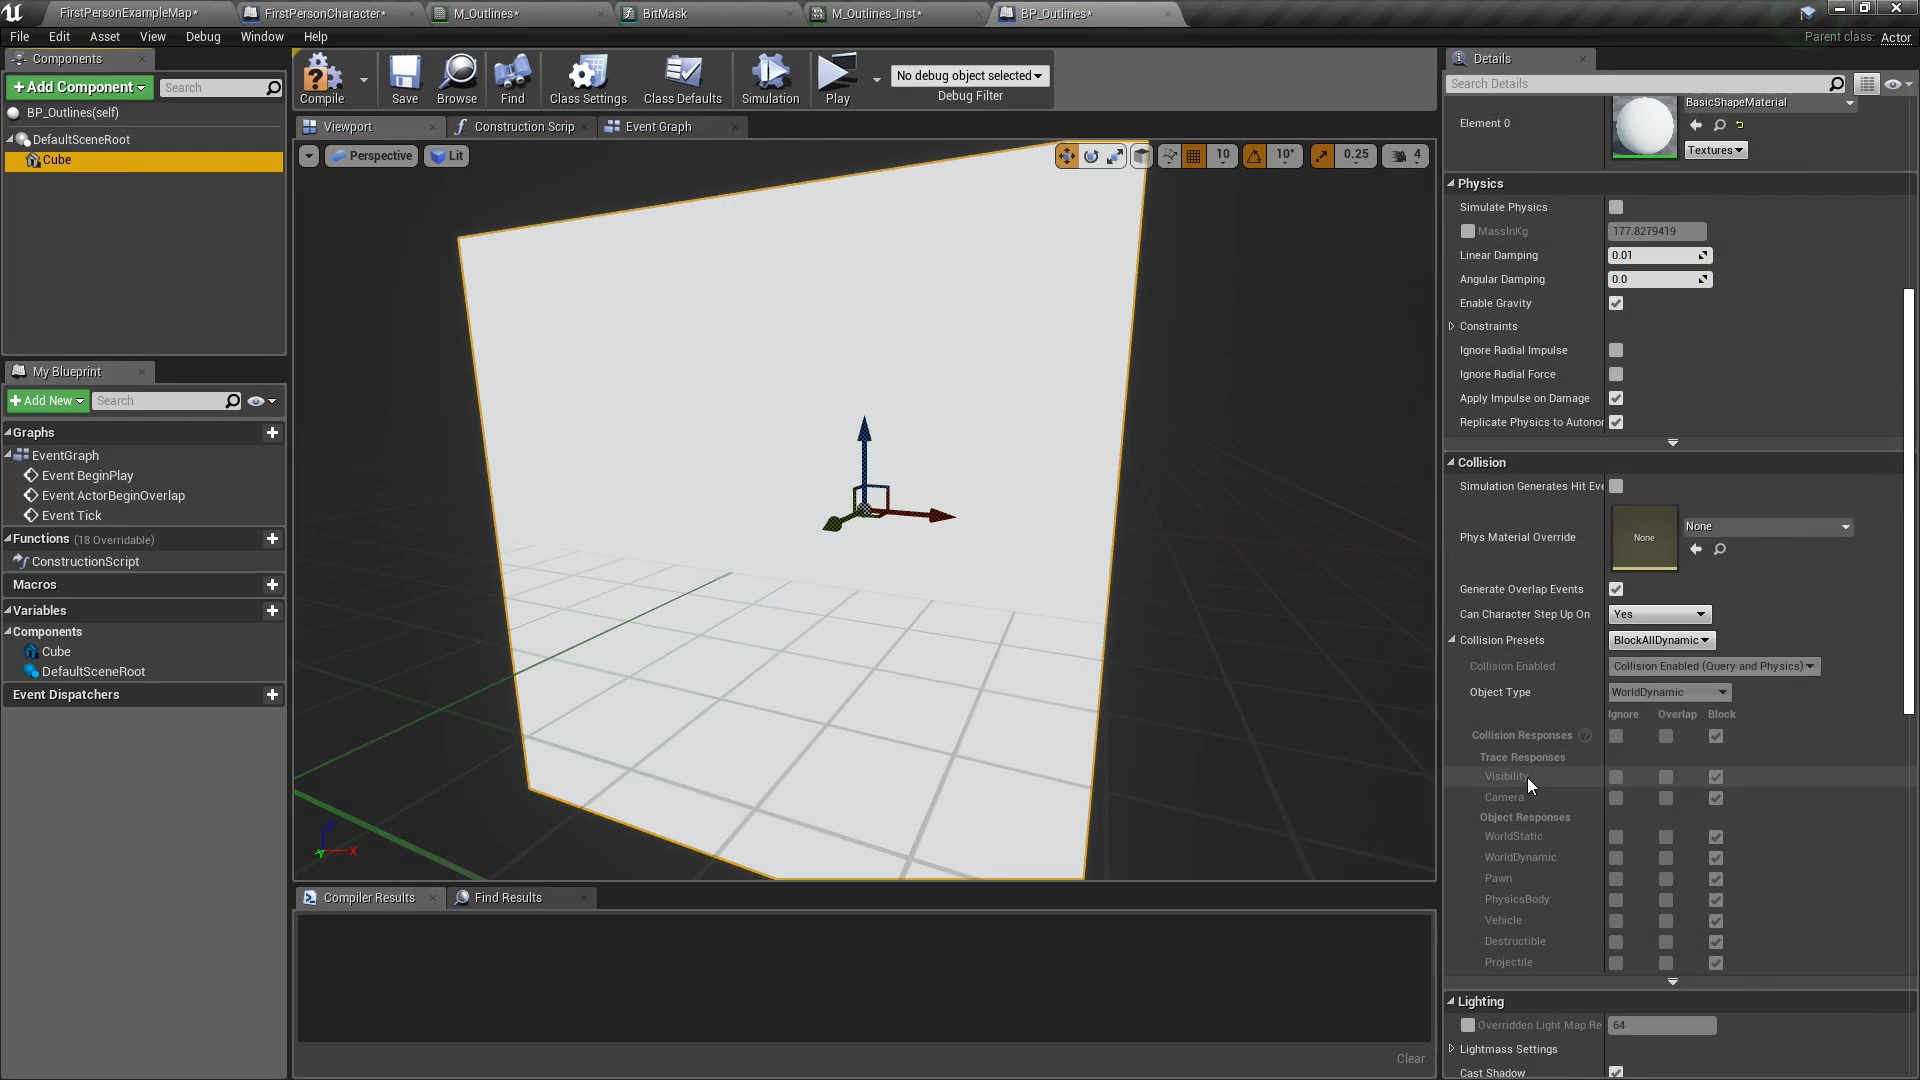 FirstPersonExampleMap*
FirstPersonCharacter*
M_Outlines*
BitMask
M_Outlines_Inst*
BP_Outlines*
File Edit Asset View Debug Window Help
Parent class: Actor
Components
+Add Component
Search
BP_Outlines(self)
DefaultSceneRoot
Cube
My Blueprint
+Add New
Search
Graphs
EventGraph
Event BeginPlay
Event ActorBeginOverlap
Event Tick
Functions (18 Overridable)
ConstructionScript
Macros
Variables
Components
Cube
DefaultSceneRoot
Event Dispatchers
Compile
Save
Browse
Find
Class Settings
Class Defaults
Simulation
Play
No debug object selected
Debug Filter
Viewport
Construction Scrip
Event Graph
Perspective
Lit
10
10°
0.25
4
Z
X
Y
Compiler Results
Find Results
Clear
Details
Search Details
Element 0
BasicShapeMaterial
Textures
Physics
Simulate Physics
MassInKg 177.8279419
Linear Damping 0.01
Angular Damping 0.0
Enable Gravity
Constraints
Ignore Radial Impulse
Ignore Radial Force
Apply Impulse on Damage
Replicate Physics to Autonor
Collision
Simulation Generates Hit Eve
Phys Material Override
None
None
Generate Overlap Events
Can Character Step Up On Yes
Collision Presets BlockAllDynamic
Collision Enabled Collision Enabled (Query and Physics)
Object Type WorldDynamic
Ignore Overlap Block
Collision Responses ?
Trace Responses
Visibility
Camera
Object Responses
WorldStatic
WorldDynamic
Pawn
PhysicsBody
Vehicle
Destructible
Projectile
Lighting
Overridden Light Map Re 64
Lightmass Settings
Cast Shadow